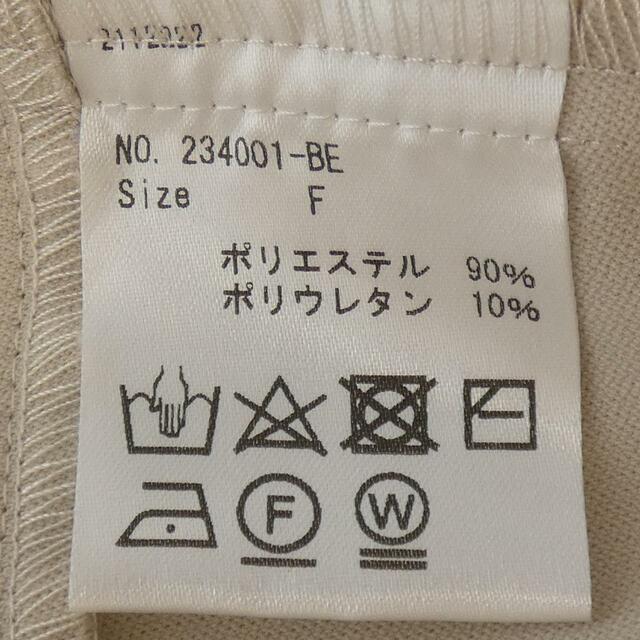 NO. 234001-BE
Size F
ポリエステル 90%
ポリウレタン 10%
F W